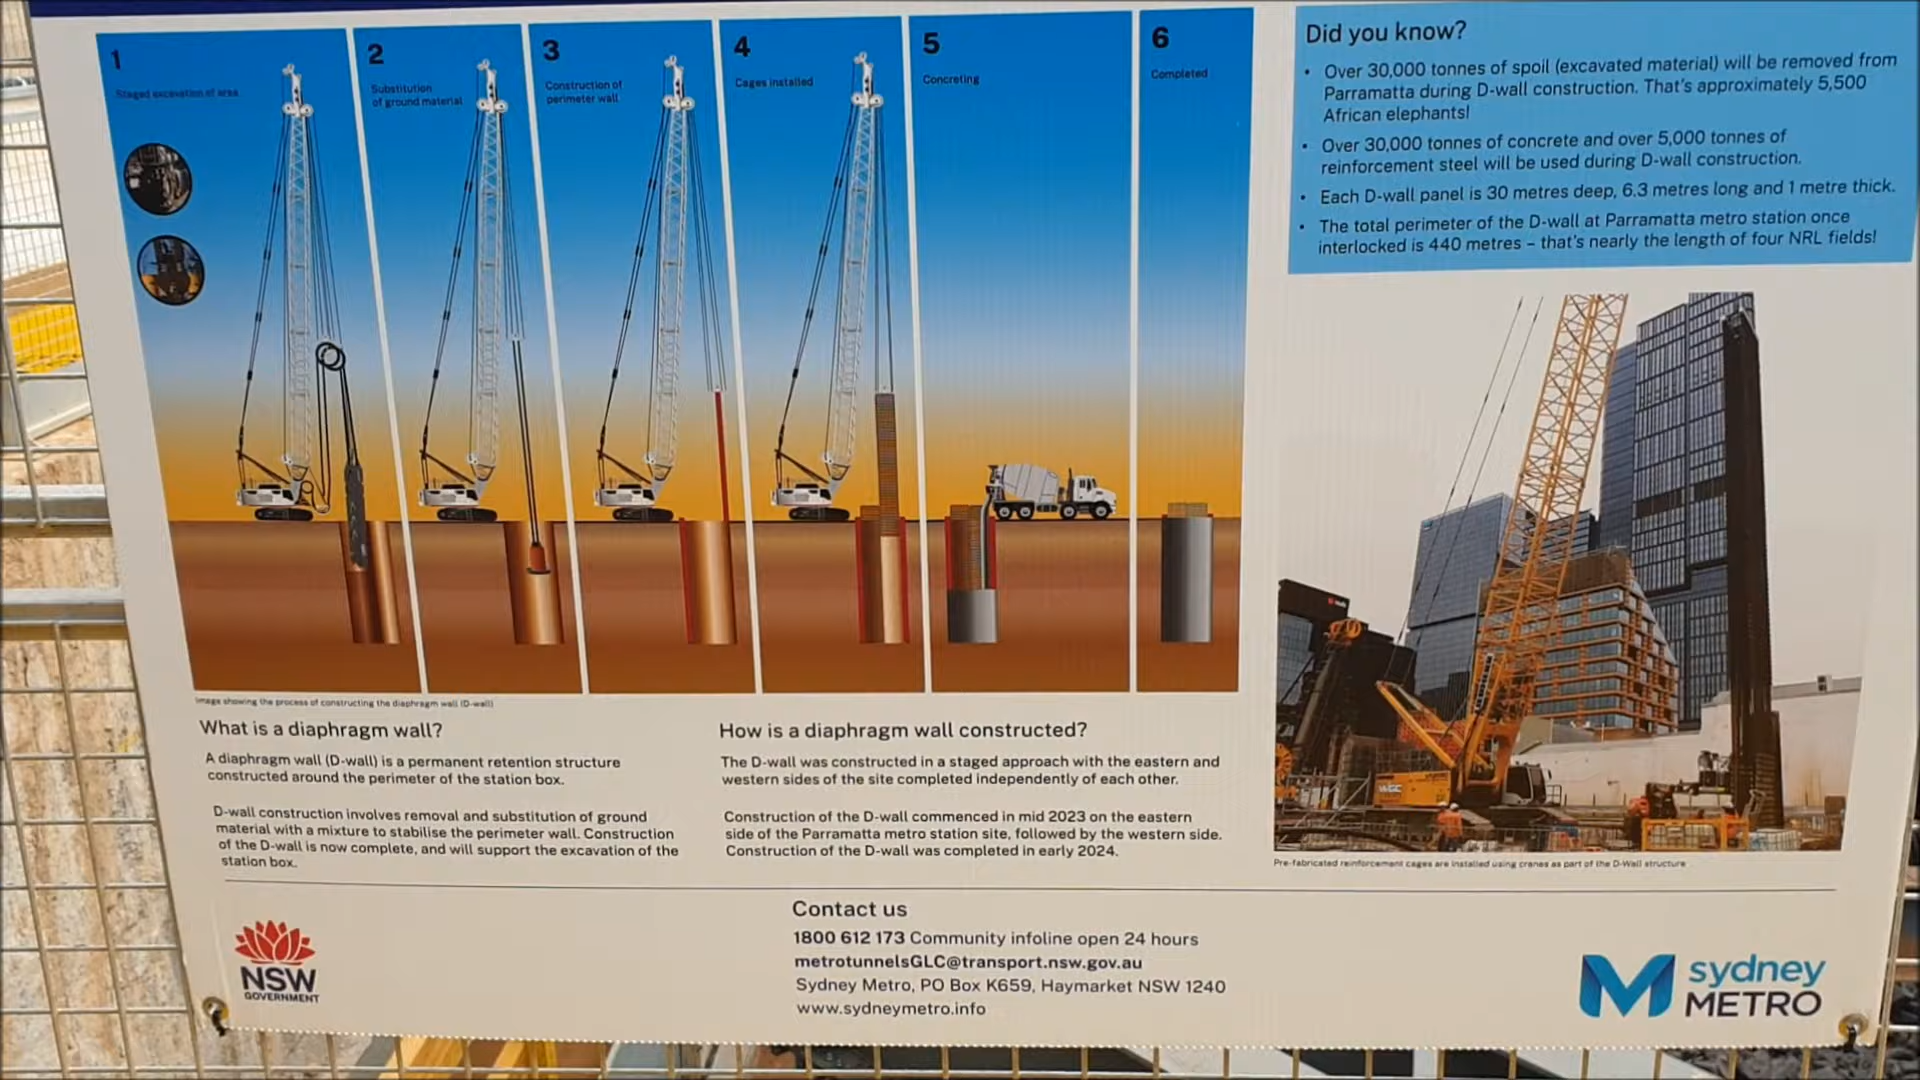 1
Staged excavation of area
2
Substitution
of ground material
3
Construction of
perimeter wall
4
Cages installed
5
Concreting
6
Completed
Image showing the process of constructing the diaphragm wall (D-wall)
Did you know?
• Over 30,000 tonnes of spoil (excavated material) will be removed from
Parramatta during D-wall construction. That's approximately 5,500
African elephants!
• Over 30,000 tonnes of concrete and over 5,000 tonnes of
reinforcement steel will be used during D-wall construction.
• Each D-wall panel is 30 metres deep, 6.3 metres long and 1 metre thick.
• The total perimeter of the D-wall at Parramatta metro station once
interlocked is 440 metres – that's nearly the length of four NRL fields!
Pre-fabricated reinforcement cages are installed using cranes as part of the D-Wall structure
What is a diaphragm wall?
A diaphragm wall (D-wall) is a permanent retention structure
constructed around the perimeter of the station box.
D-wall construction involves removal and substitution of ground
material with a mixture to stabilise the perimeter wall. Construction
of the D-wall is now complete, and will support the excavation of the
station box.
How is a diaphragm wall constructed?
The D-wall was constructed in a staged approach with the eastern and
western sides of the site completed independently of each other.
Construction of the D-wall commenced in mid 2023 on the eastern
side of the Parramatta metro station site, followed by the western side.
Construction of the D-wall was completed in early 2024.
NSW
GOVERNMENT
Contact us
1800 612 173 Community infoline open 24 hours
metrotunnelsGLC@transport.nsw.gov.au
Sydney Metro, PO Box K659, Haymarket NSW 1240
www.sydneymetro.info
sydney
METRO